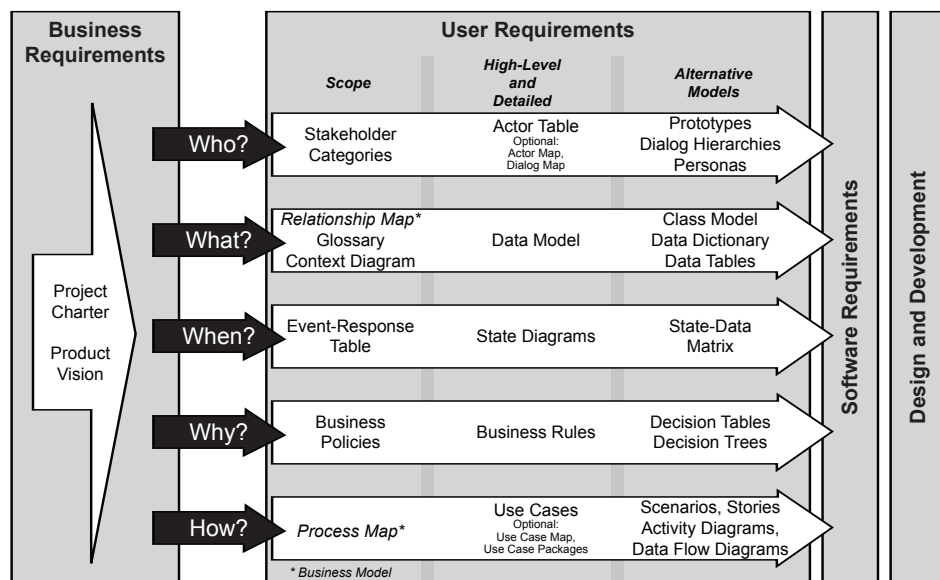 Business
Requirements
User Requirements
Scope
High-Level
and
Detailed
Alternative
Models
Project
Charter
Product
Vision
Who?
Stakeholder
Categories
Actor Table
Optional:
Actor Map,
Dialog Map
Prototypes
Dialog Hierarchies
Personas
What?
Relationship Map*
Glossary
Context Diagram
Data Model
Class Model
Data Dictionary
Data Tables
When?
Event-Response
Table
State Diagrams
State-Data
Matrix
Why?
Business
Policies
Business Rules
Decision Tables
Decision Trees
How?
Process Map*
Use Cases
Optional:
Use Case Map,
Use Case Packages
Scenarios, Stories
Activity Diagrams,
Data Flow Diagrams
* Business Model
Software Requirements
Design and Development